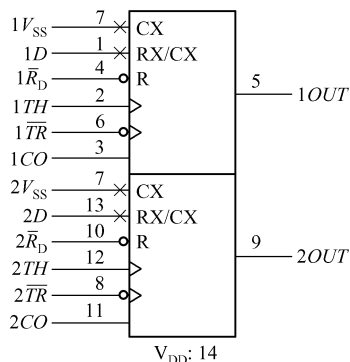 1V_SS 7 CX
1D 1 RX/CX
1R̅_D 4 R
1TH 2
5 1OUT
1T̅R̅ 6
1CO 3
2V_SS 7 CX
2D 13 RX/CX
2R̅_D 10 R
2TH 12
9 2OUT
2T̅R̅ 8
2CO 11
V_DD: 14